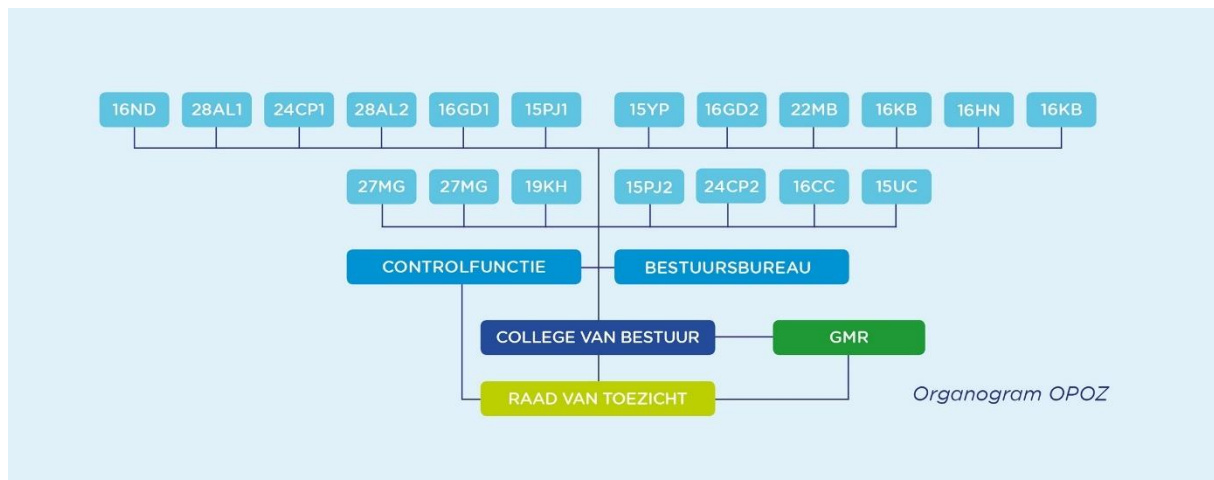 16ND 28AL1 24CP1 28AL2 16GD1 15PJ1 15YP 16GD2 22MB 16KB 16HN 16KB
27MG 27MG 19KH 15PJ2 24CP2 16CC 15UC
CONTROLFUNCTIE BESTUURSBUREAU
COLLEGE VAN BESTUUR GMR
RAAD VAN TOEZICHT
Organogram OPOZ